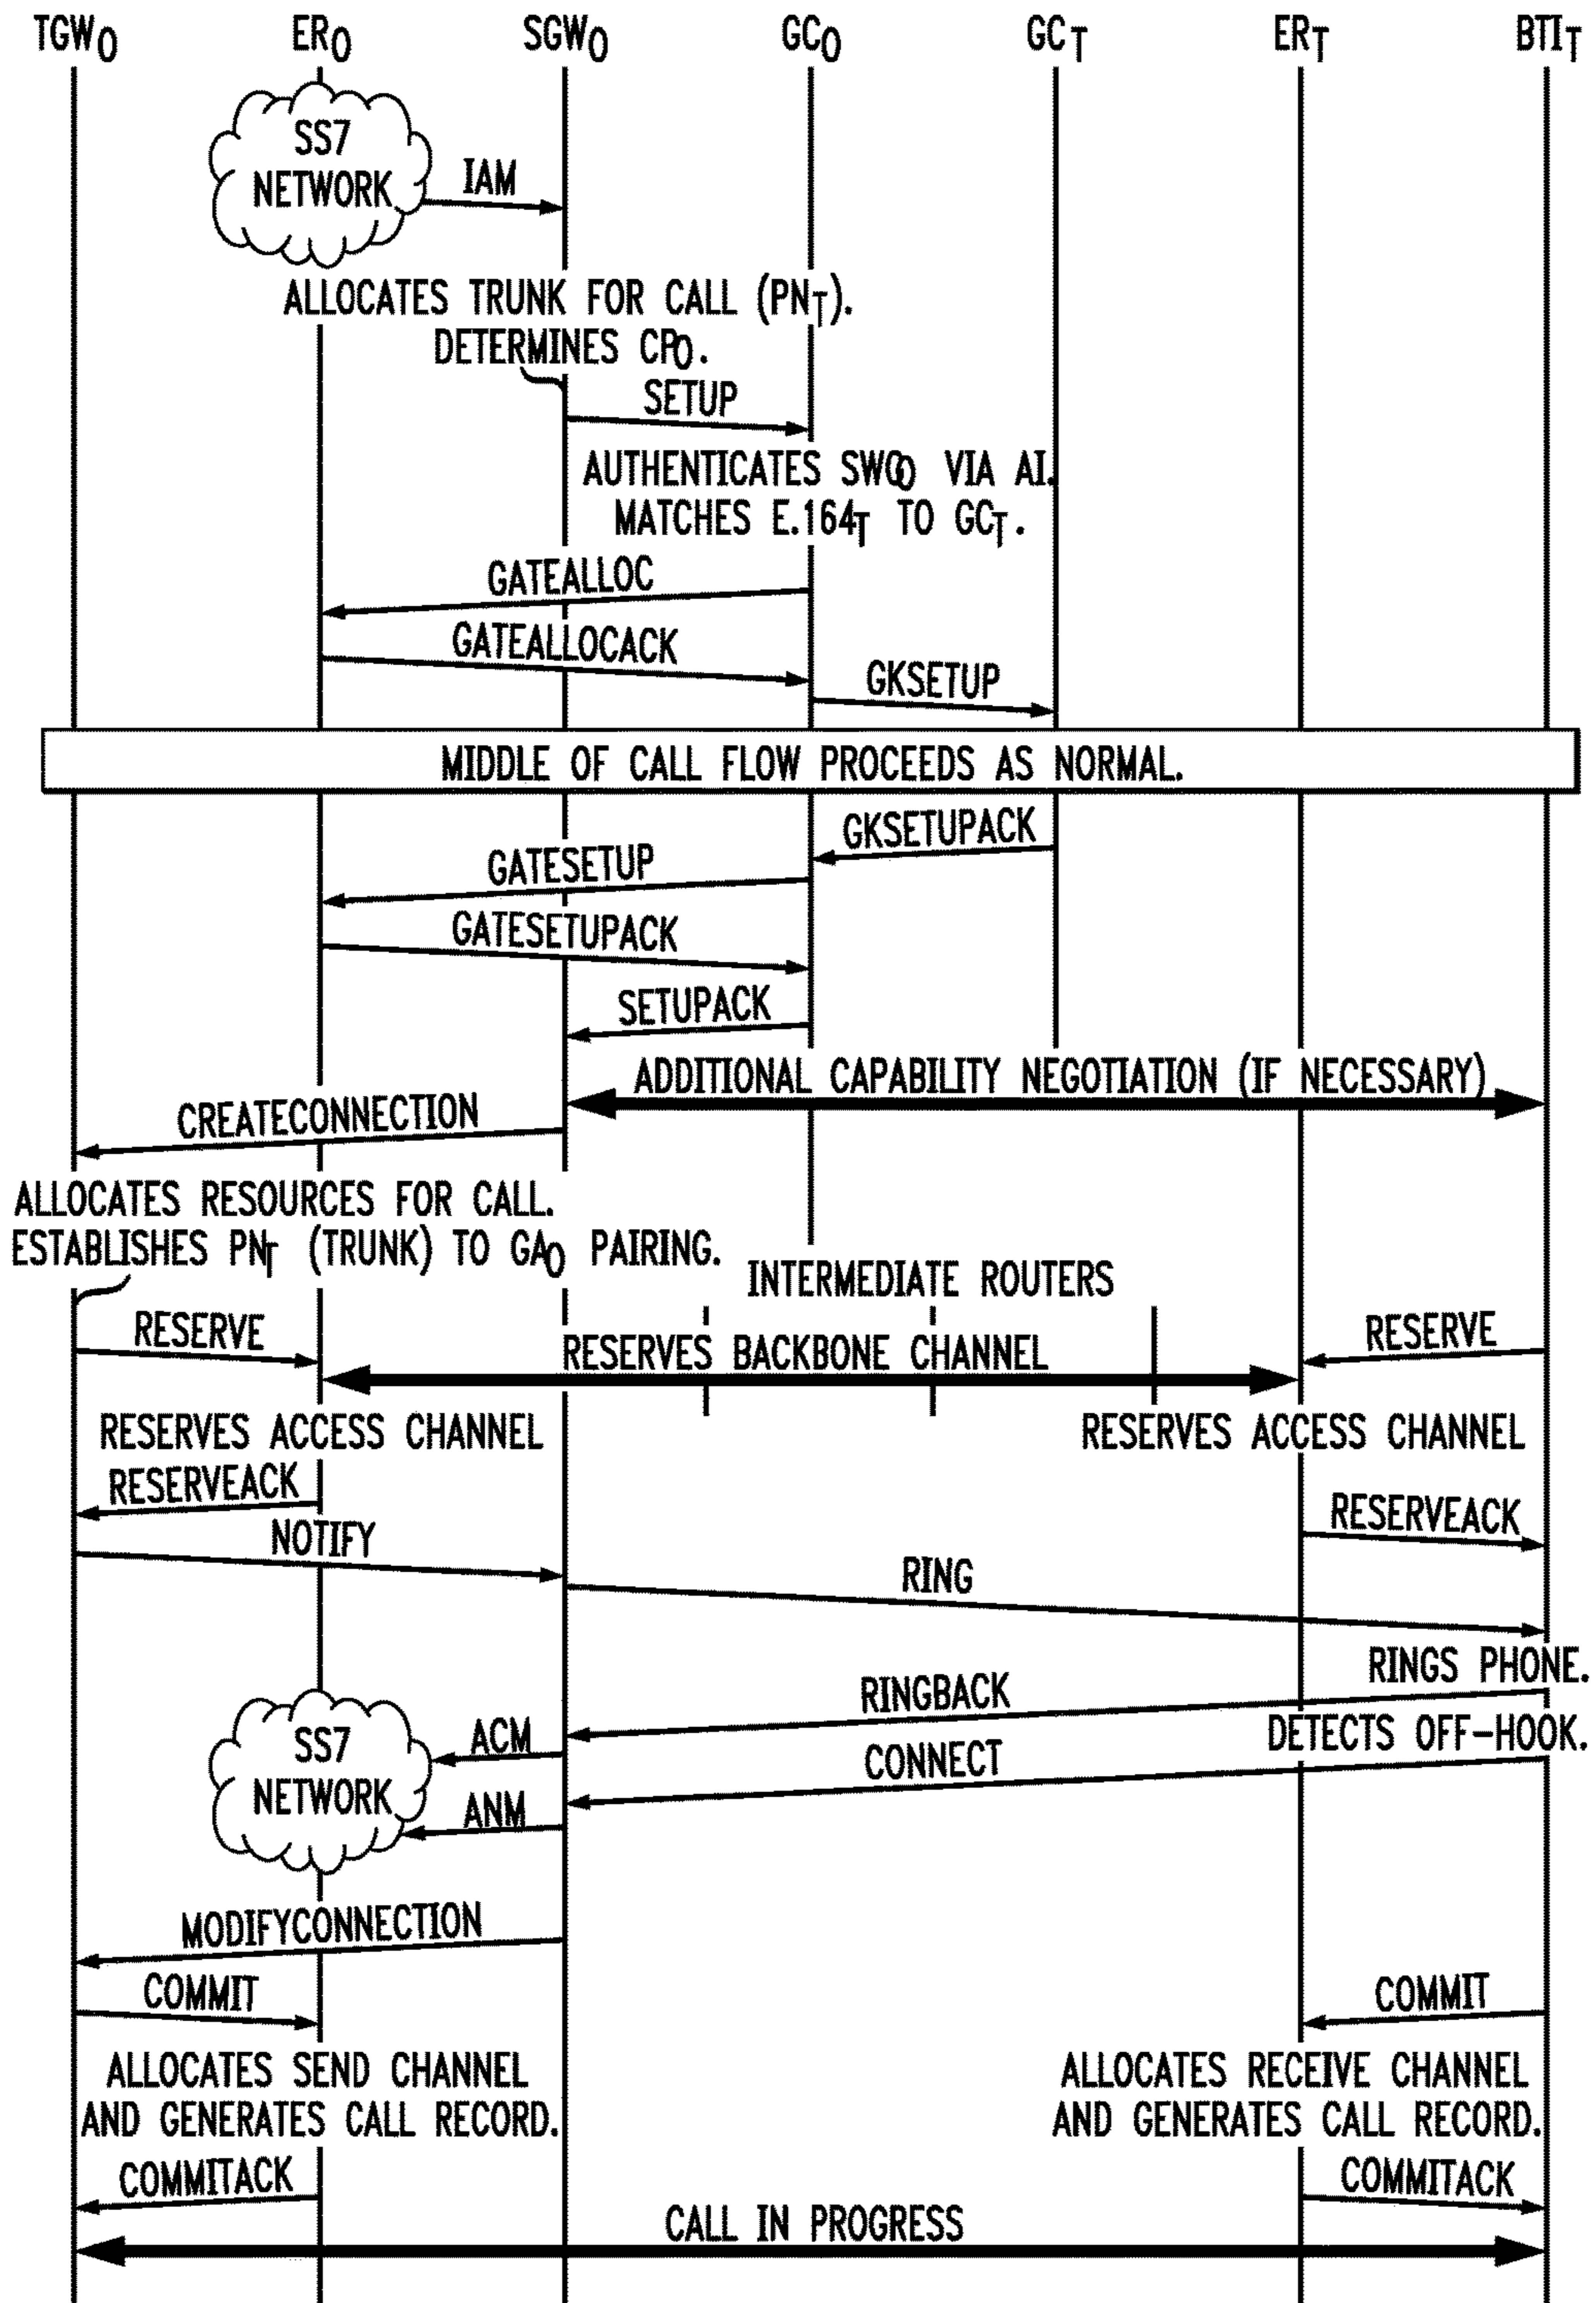 TGWO ERO SGWO GCO GCT ERT BTIT
SS7
NETWORK
IAM
ALLOCATES TRUNK FOR CALL (PNT).
DETERMINES CPO.
SETUP
AUTHENTICATES SWGO VIA AI.
MATCHES E.164T TO GCT.
GATEALLOC
GATEALLOCACK
GKSETUP
MIDDLE OF CALL FLOW PROCEEDS AS NORMAL.
GKSETUPACK
GATESETUP
GATESETUPACK
SETUPACK
ADDITIONAL CAPABILITY NEGOTIATION (IF NECESSARY)
CREATECONNECTION
ALLOCATES RESOURCES FOR CALL.
ESTABLISHES PNT (TRUNK) TO GAO PAIRING.
INTERMEDIATE ROUTERS
RESERVE
RESERVES BACKBONE CHANNEL
RESERVE
RESERVES ACCESS CHANNEL
RESERVES ACCESS CHANNEL
RESERVEACK
RESERVEACK
NOTIFY
RING
RINGS PHONE.
RINGBACK
SS7
NETWORK
ACM
DETECTS OFF-HOOK.
CONNECT
ANM
MODIFYCONNECTION
COMMIT
COMMIT
ALLOCATES SEND CHANNEL
AND GENERATES CALL RECORD.
ALLOCATES RECEIVE CHANNEL
AND GENERATES CALL RECORD.
COMMITACK
COMMITACK
CALL IN PROGRESS